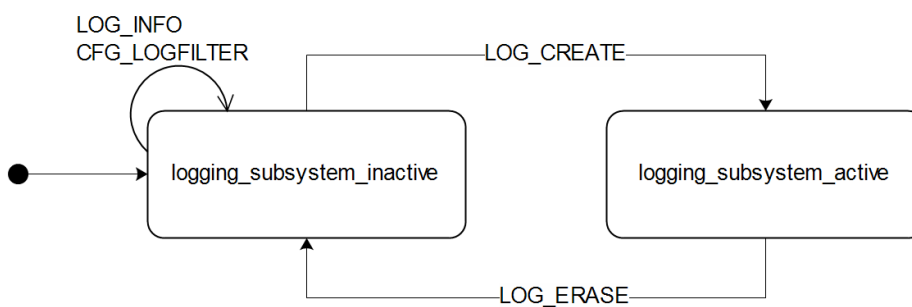 LOG_INFO
CFG_LOGFILTER
LOG_CREATE
logging_subsystem_inactive
logging_subsystem_active
LOG_ERASE